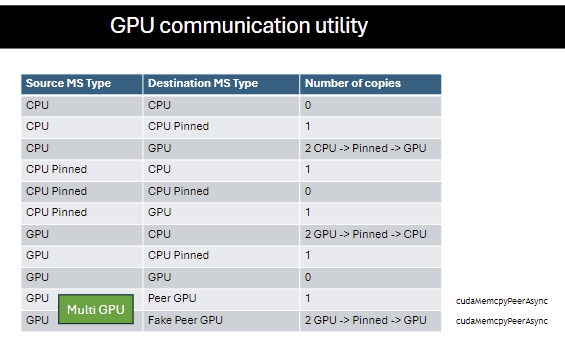 GPU communication utility
Source MS Type Destination MS Type Number of copies
CPU CPU 0
CPU CPU Pinned 1
CPU GPU 2 CPU -> Pinned -> GPU
CPU Pinned CPU 1
CPU Pinned CPU Pinned 0
CPU Pinned GPU 1
GPU CPU 2 GPU -> Pinned -> CPU
GPU CPU Pinned 1
GPU GPU 0
GPU Peer GPU 1 cudaMemcpyPeerAsync
Multi GPU
GPU Fake Peer GPU 2 GPU -> Pinned -> GPU cudaMemcpyPeerAsync